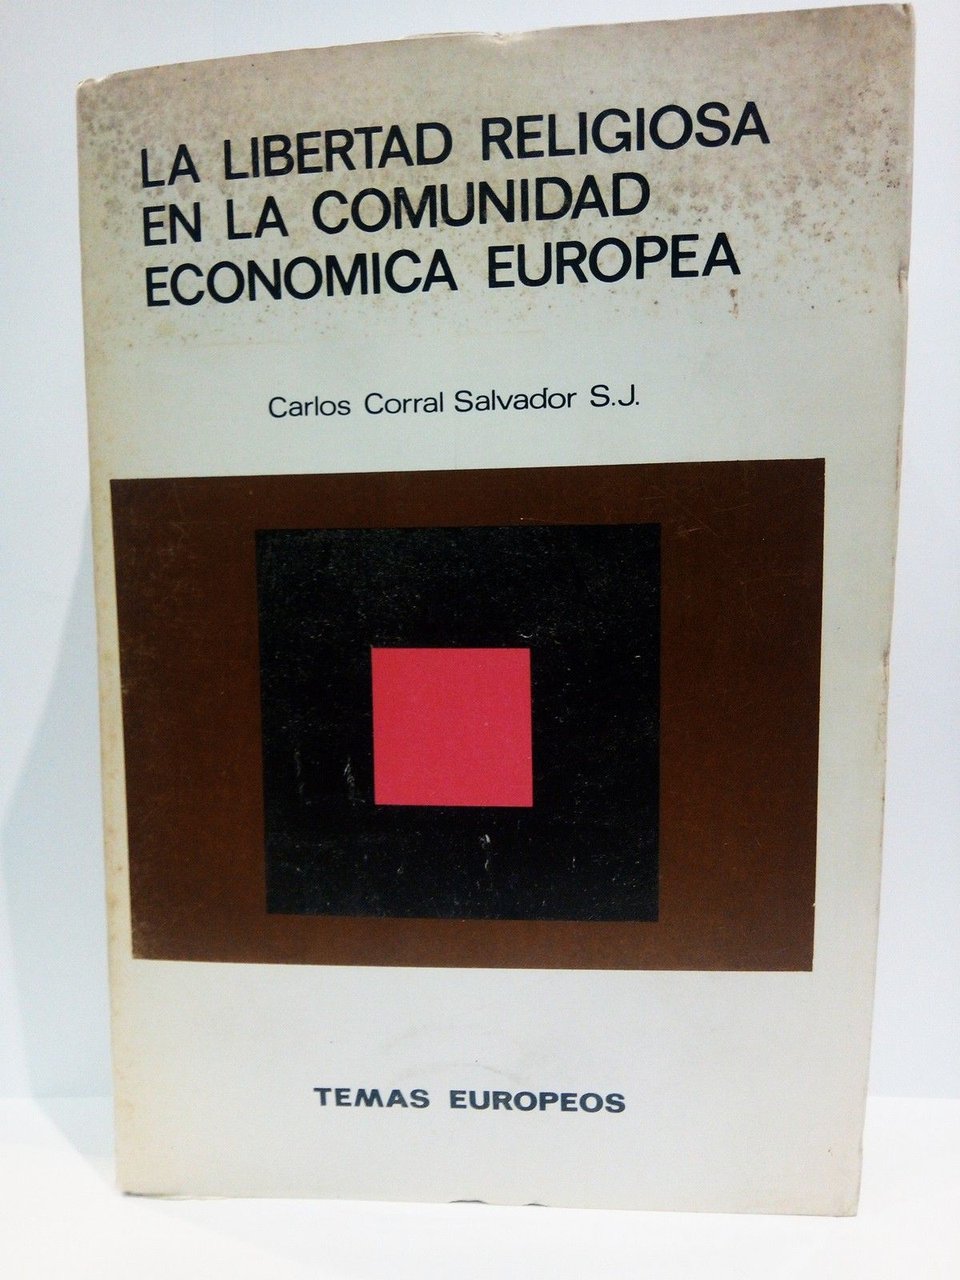 LA LIBERTAD RELIGIOSA
EN LA COMUNIDAD
ECONOMICA EUROPEA
Carlos Corral Salvador S.J.
TEMAS EUROPEOS